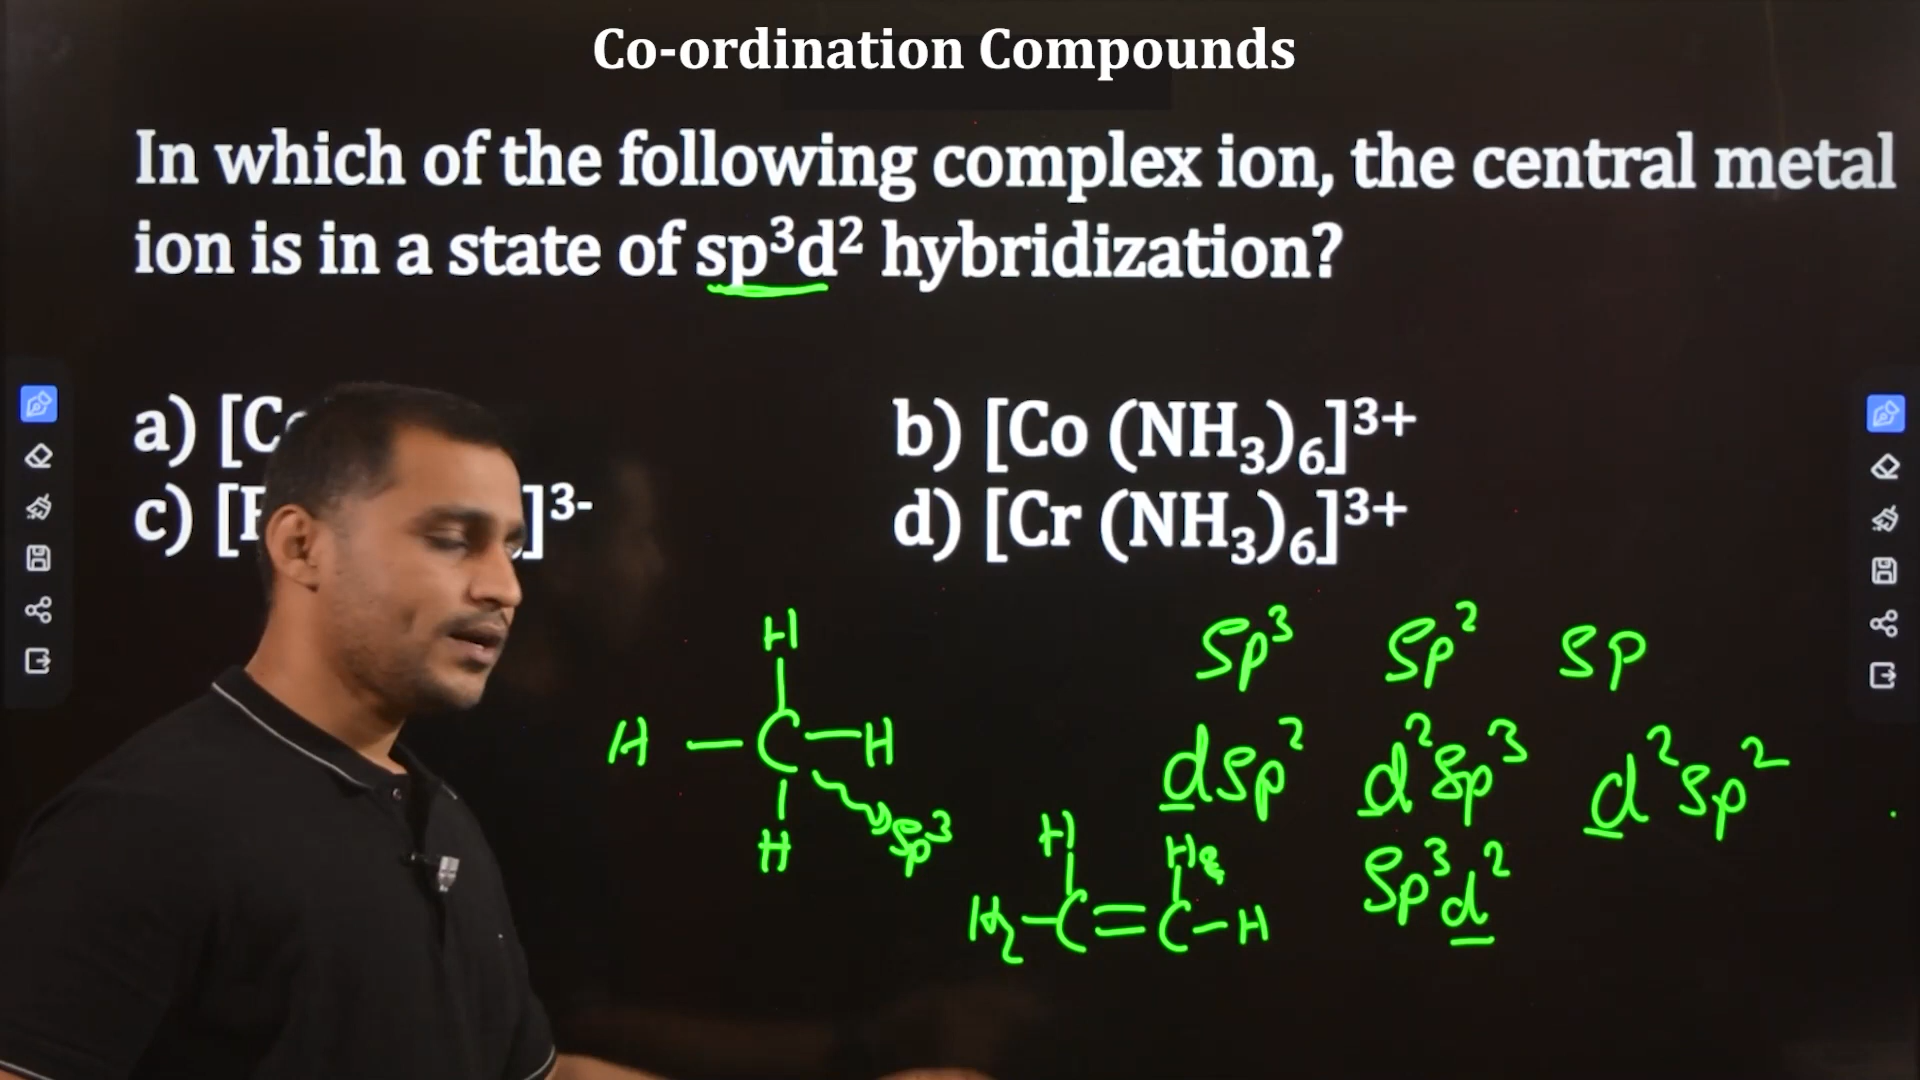 Co-ordination Compounds
In which of the following complex ion, the central metal
ion is in a state of sp³d² hybridization?
a) [C
b) [Co (NH₃)₆]³⁺
c) [F ]³⁻
d) [Cr (NH₃)₆]³⁺
H
sp³ sp² sp
H – C – H
dsp² d²sp³ d²sp²
H sp³
H H
sp³d²
H₂ – C = C – H